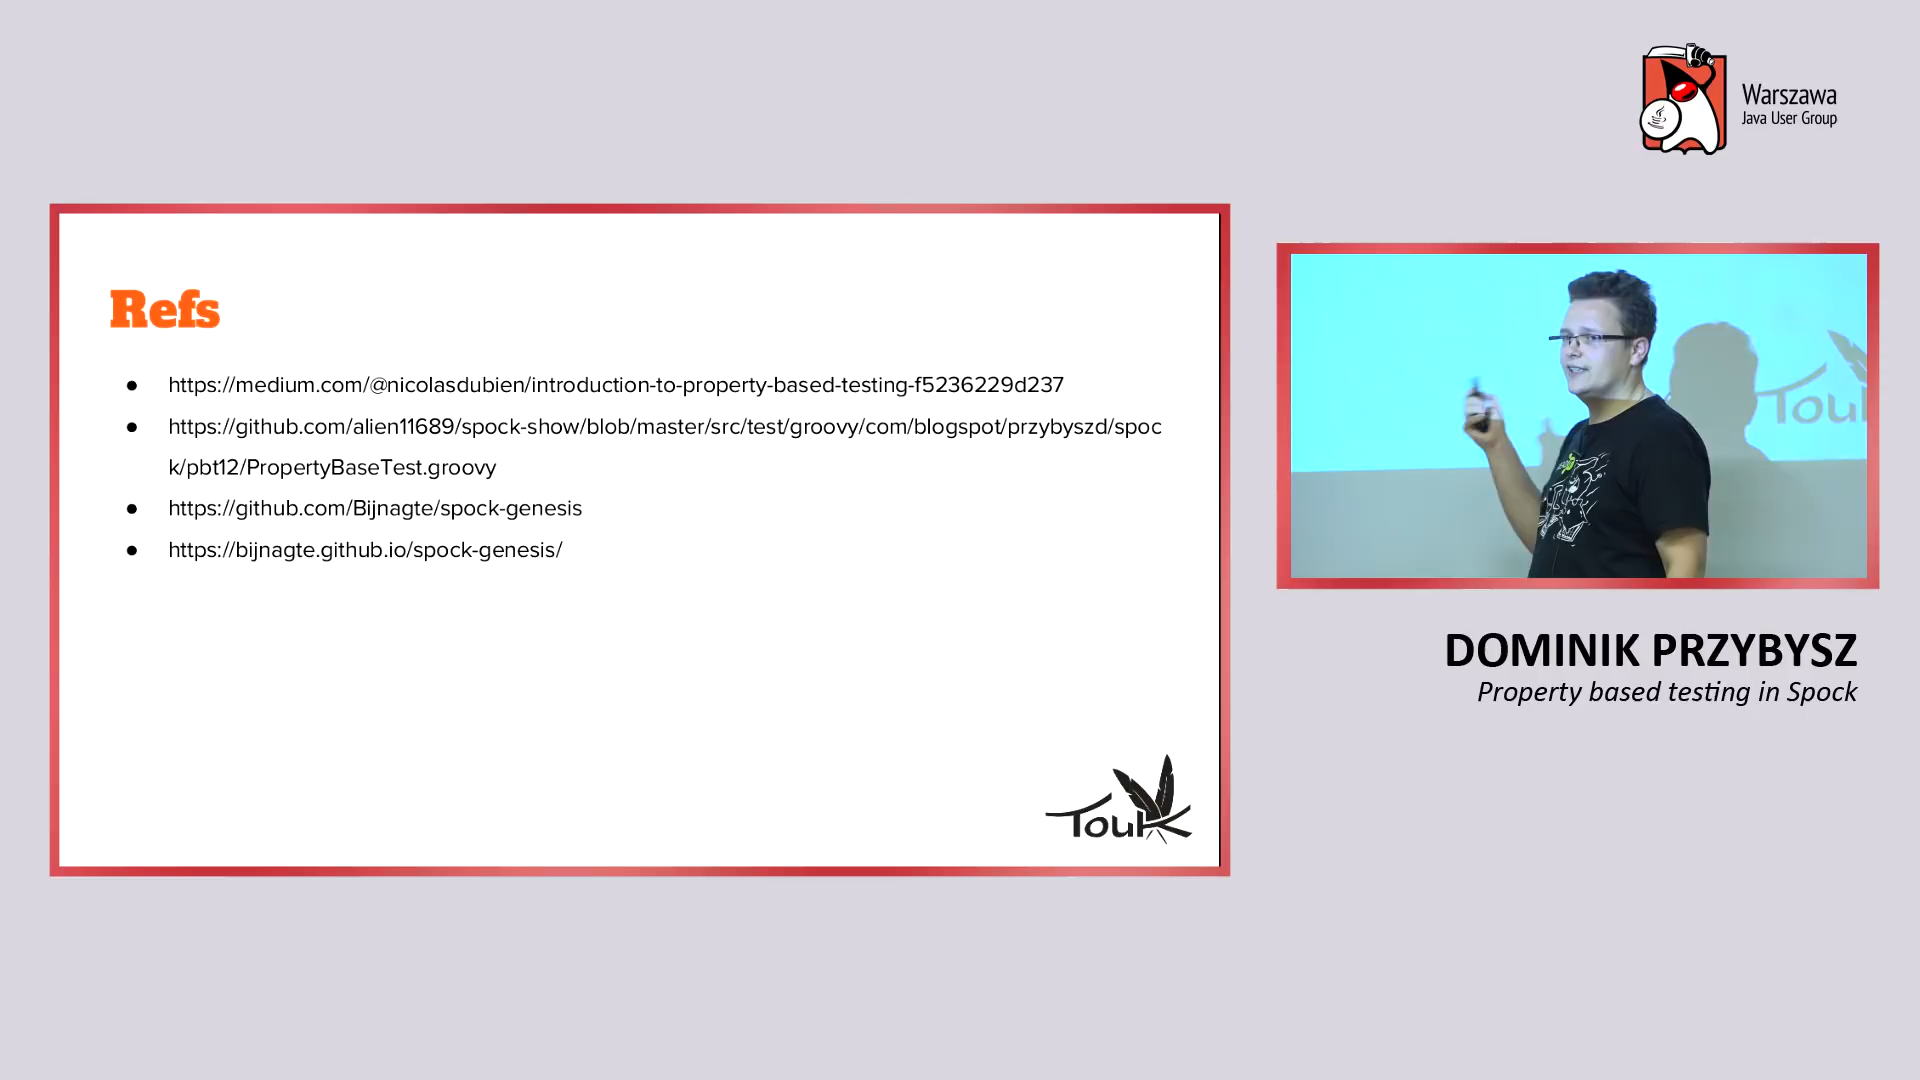 Warszawa
Java User Group
Refs
● https://medium.com/@nicolasdubien/introduction-to-property-based-testing-f5236229d237
● https://github.com/alien11689/spock-show/blob/master/src/test/groovy/com/blogspot/przybyszd/spoc
k/pbt12/PropertyBaseTest.groovy
● https://github.com/Bijnagte/spock-genesis
● https://bijnagte.github.io/spock-genesis/
Touk
Touk
DOMINIK PRZYBYSZ
Property based testing in Spock